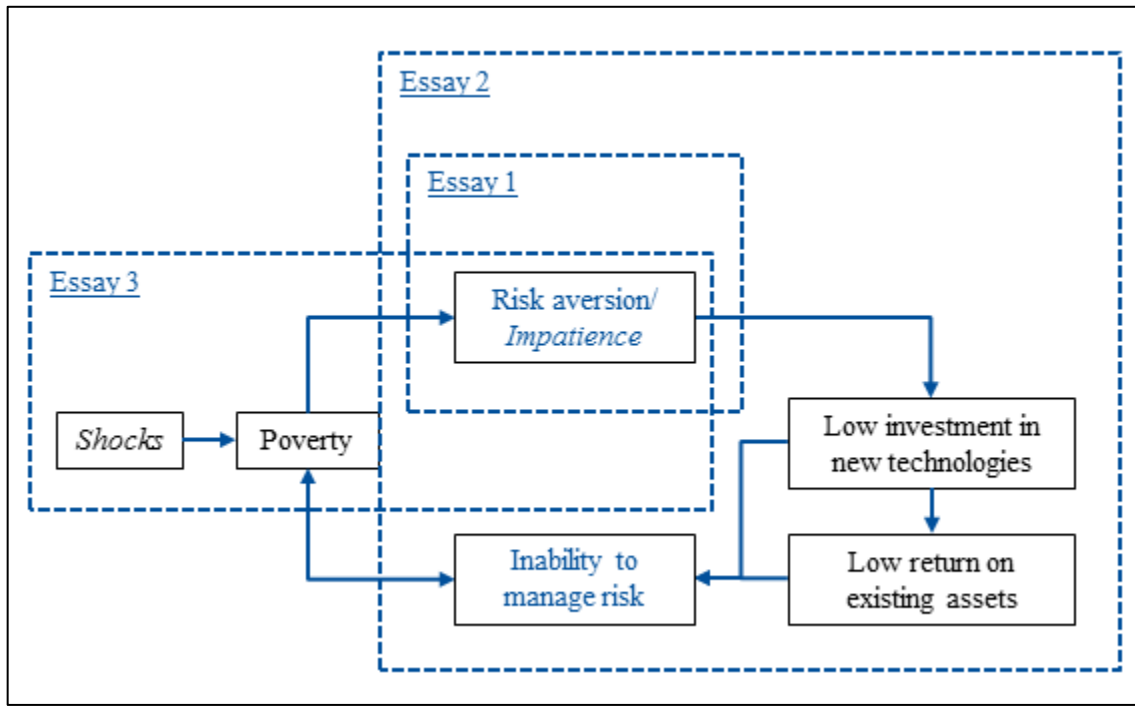 Essay 2
Essay 1
Essay 3
Risk aversion/
Impatience
Shocks
Poverty
Low investment in
new technologies
Inability to
manage risk
Low return on
existing assets